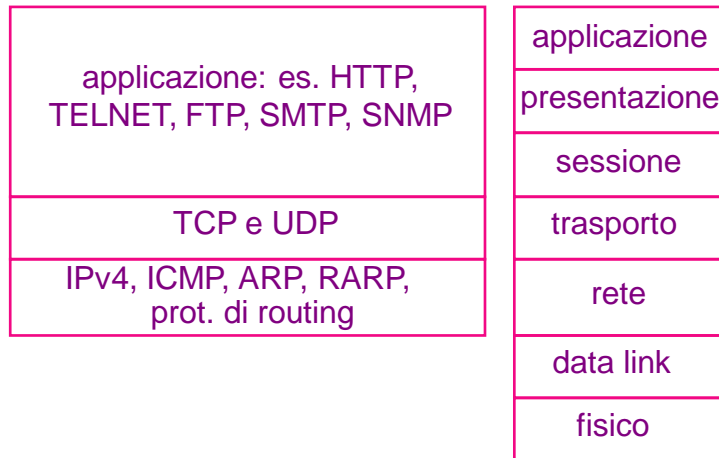 applicazione: es. HTTP,
TELNET, FTP, SMTP, SNMP
TCP e UDP
IPv4, ICMP, ARP, RARP,
prot. di routing
applicazione
presentazione
sessione
trasporto
rete
data link
fisico